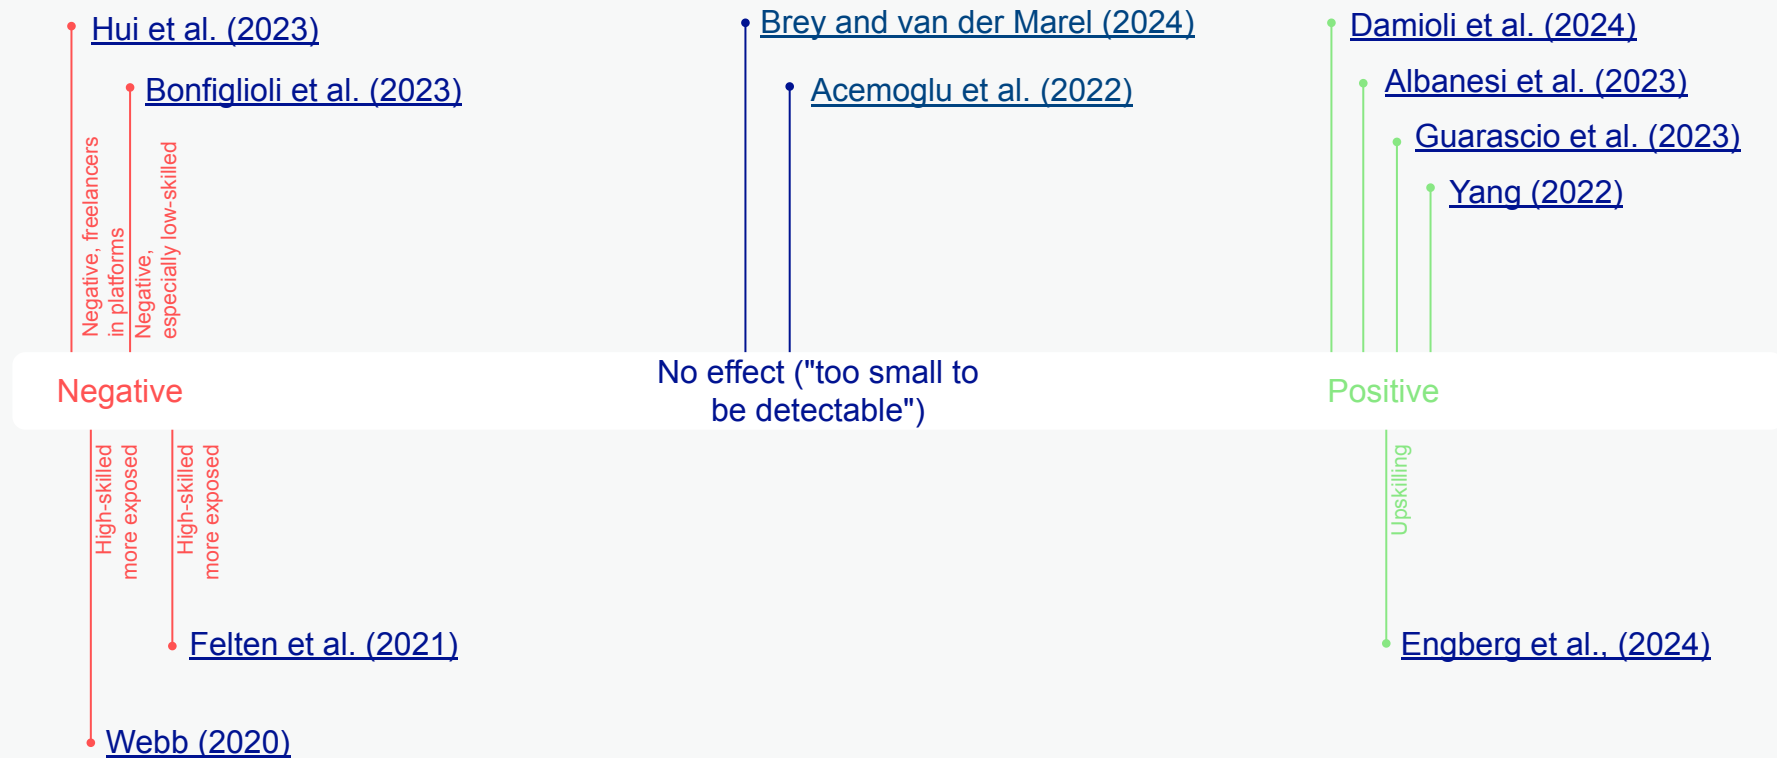 Hui et al. (2023)
Bonfiglioli et al. (2023)
Negative, freelancers
in platforms
Negative,
especially low-skilled
Brey and van der Marel (2024)
Acemoglu et al. (2022)
Damioli et al. (2024)
Albanesi et al. (2023)
Guarascio et al. (2023)
Yang (2022)
Negative
No effect ("too small to
be detectable")
Positive
High-skilled
more exposed
High-skilled
more exposed
Upskilling
Felten et al. (2021)
Webb (2020)
Engberg et al., (2024)